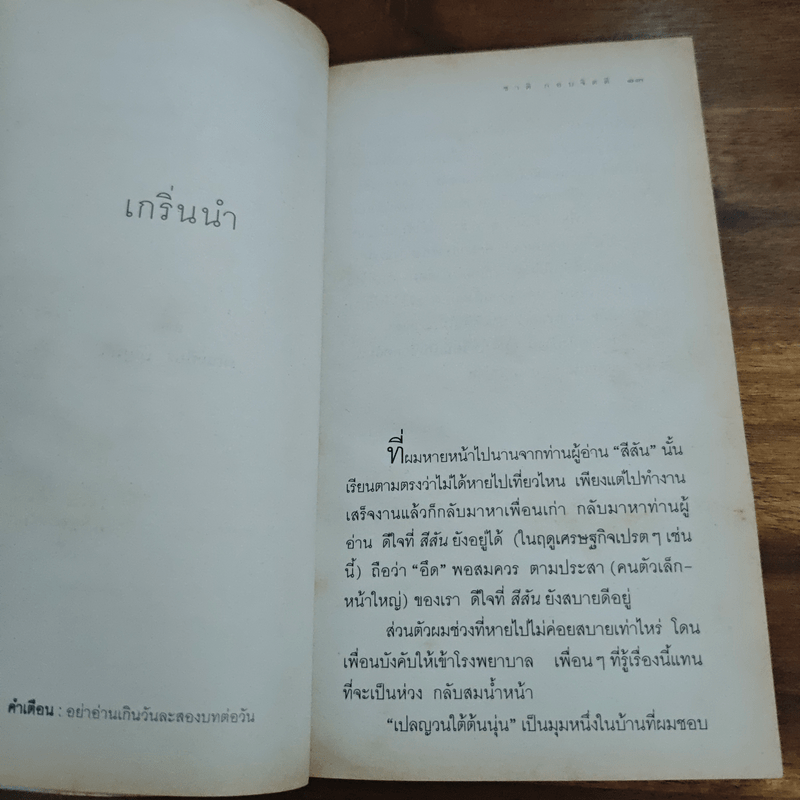 เกริ่นนำ
คำเตือน : อย่าอ่านเกินวันละสองบทต่อวัน
ชาติ กอบจิตติ ๑๓
ที่ผมหายหน้าไปนานจากท่านผู้อ่าน “สีสัน” นั้น
เรียนตามตรงว่าไม่ได้หายไปเที่ยวไหน เพียงแต่ไปทำงาน
เสร็จงานแล้วก็กลับมาหาเพื่อนเก่า กลับมาหาท่านผู้
อ่าน ดีใจที่ สีสัน ยังอยู่ได้ (ในฤดูเศรษฐกิจเปรต ๆ เช่น
นี้) ถือว่า “อึด” พอสมควร ตามประสา (คนตัวเล็ก–
หน้าใหญ่) ของเรา ดีใจที่ สีสัน ยังสบายดีอยู่
ส่วนตัวผมช่วงที่หายไปไม่ค่อยสบายเท่าไหร่ โดน
เพื่อนบังคับให้เข้าโรงพยาบาล เพื่อน ๆ ที่รู้เรื่องนี้แทน
ที่จะเป็นห่วง กลับสมน้ำหน้า
“เปลญวนใต้ต้นนุ่น” เป็นมุมหนึ่งในบ้านที่ผมชอบ